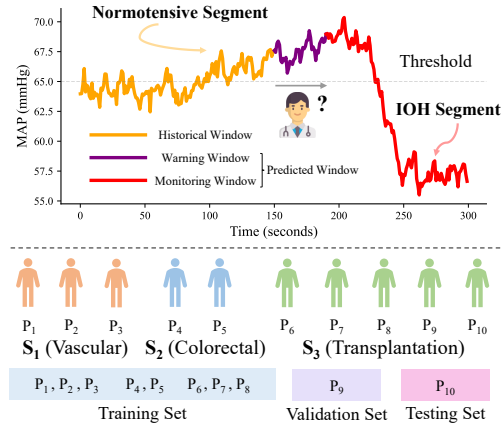 Normotensive Segment
70.0
67.5
65.0
62.5
60.0
57.5
55.0
MAP (mmHg)
Threshold
?
IOH Segment
Historical Window
Warning Window
Monitoring Window
Predicted Window
0
50
100
150
200
250
300
Time (seconds)
P1 P2 P3 P4 P5 P6 P7 P8 P9 P10
S1 (Vascular) S2 (Colorectal) S3 (Transplantation)
P1 , P2 , P3 P4 , P5 P6 , P7 , P8 P9 P10
Training Set Validation Set Testing Set